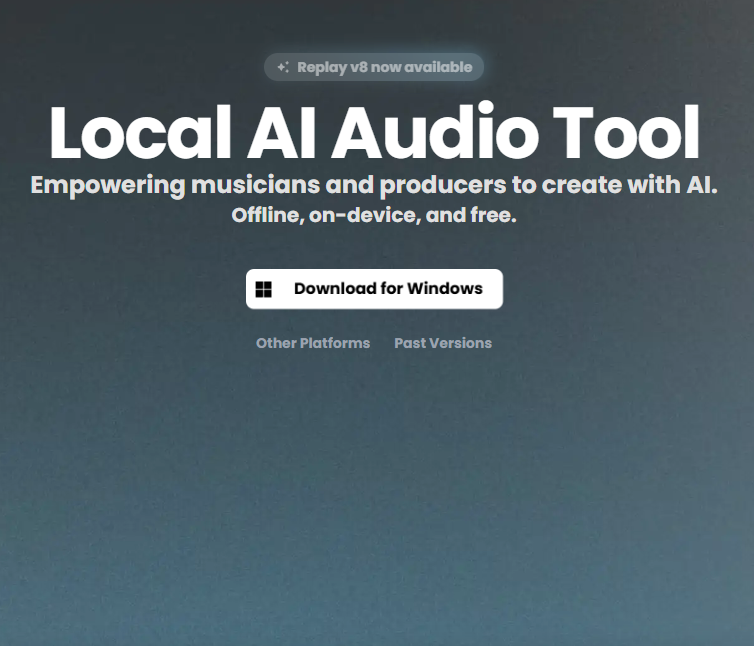 Replay v8 now available
Local AI Audio Tool
Empowering musicians and producers to create with AI.
Offline, on-device, and free.
Download for Windows
Other Platforms Past Versions